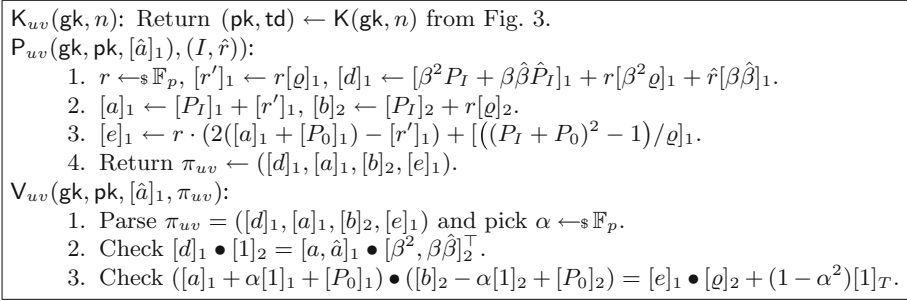 K_{uv}(gk, n): Return (pk, td) ← K(gk, n) from Fig. 3.
P_{uv}(gk, pk, [â]_1), (I, r̂)):
1. r ←$ 𝔽_p, [r']_1 ← r[ϱ]_1, [d]_1 ← [β^2 P_I + ββ̂P̂_I]_1 + r[β^2 ϱ]_1 + r̂[ββ̂]_1.
2. [a]_1 ← [P_I]_1 + [r']_1, [b]_2 ← [P_I]_2 + r[ϱ]_2.
3. [e]_1 ← r · (2([a]_1 + [P_0]_1) − [r']_1) + [((P_I + P_0)^2 − 1)/ϱ]_1.
4. Return π_{uv} ← ([d]_1, [a]_1, [b]_2, [e]_1).
V_{uv}(gk, pk, [â]_1, π_{uv}):
1. Parse π_{uv} = ([d]_1, [a]_1, [b]_2, [e]_1) and pick α ←$ 𝔽_p.
2. Check [d]_1 • [1]_2 = [a, â]_1 • [β^2, ββ̂]_2^⊤.
3. Check ([a]_1 + α[1]_1 + [P_0]_1) • ([b]_2 − α[1]_2 + [P_0]_2) = [e]_1 • [ϱ]_2 + (1 − α^2)[1]_T.